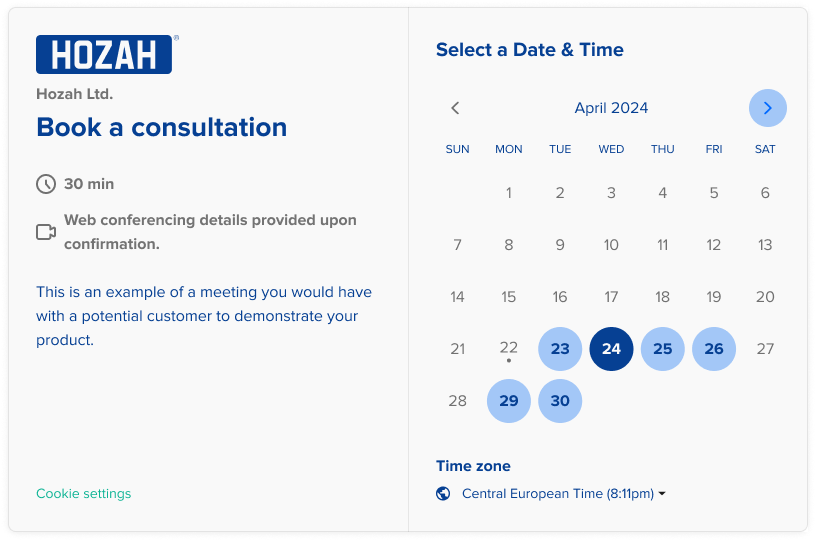 HOZAH®
Hozah Ltd.
Book a consultation
30 min
Web conferencing details provided upon
confirmation.
This is an example of a meeting you would have
with a potential customer to demonstrate your
product.
Cookie settings
Select a Date & Time
April 2024
SUN MON TUE WED THU FRI SAT
1 2 3 4 5 6
7 8 9 10 11 12 13
14 15 16 17 18 19 20
21 22 23 24 25 26 27
28 29 30
Time zone
Central European Time (8:11pm)